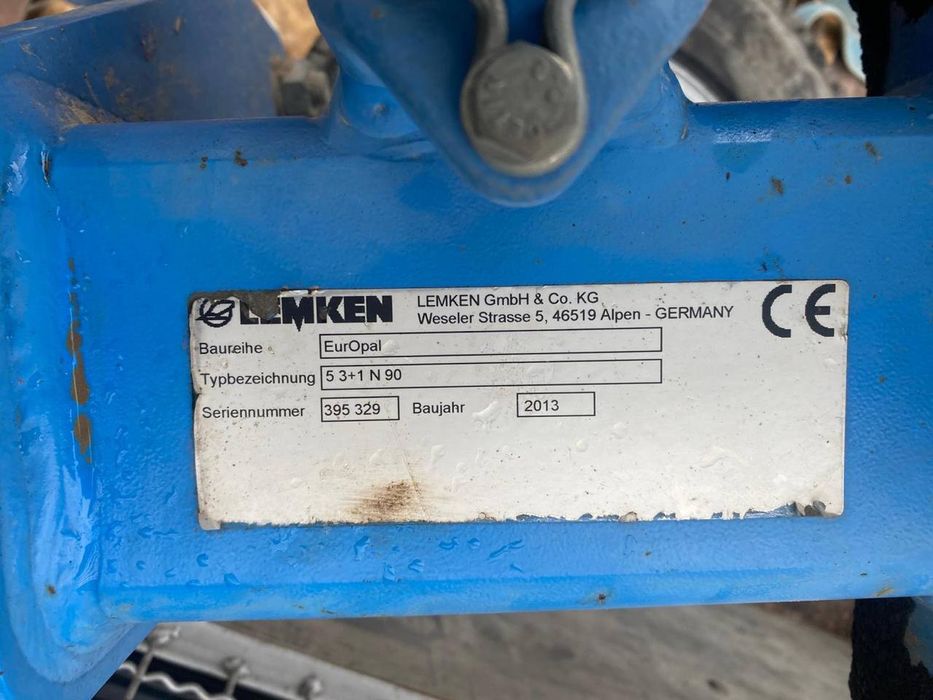 LEMKEN
LEMKEN GmbH & Co. KG
Weseler Strasse 5, 46519 Alpen - GERMANY
CE
Baureihe EurOpal
Typbezeichnung 5 3+1 N 90
Seriennummer 395 329 Baujahr 2013